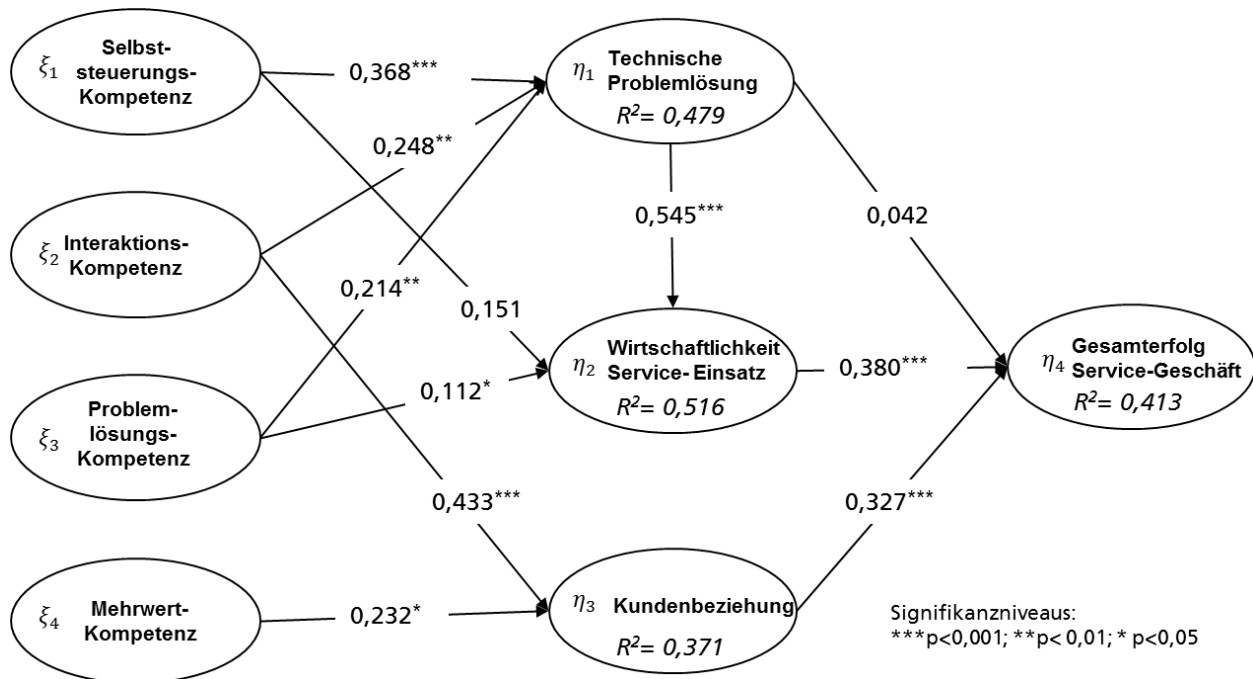 ξ1
Selbst-
steuerungs-
Kompetenz
ξ2
Interaktions-
Kompetenz
ξ3
Problem-
lösungs-
Kompetenz
ξ4
Mehrwert-
Kompetenz
0,368***
0,248**
0,214**
0,151
0,112*
0,433***
0,232*
η1
Technische
Problemlösung
R²= 0,479
0,545***
η2
Wirtschaftlichkeit
Service- Einsatz
R²= 0,516
η3
Kundenbeziehung
R²= 0,371
0,042
0,380***
0,327***
η4
Gesamterfolg
Service-Geschäft
R²= 0,413
Signifikanzniveaus:
***p<0,001; **p< 0,01; * p<0,05